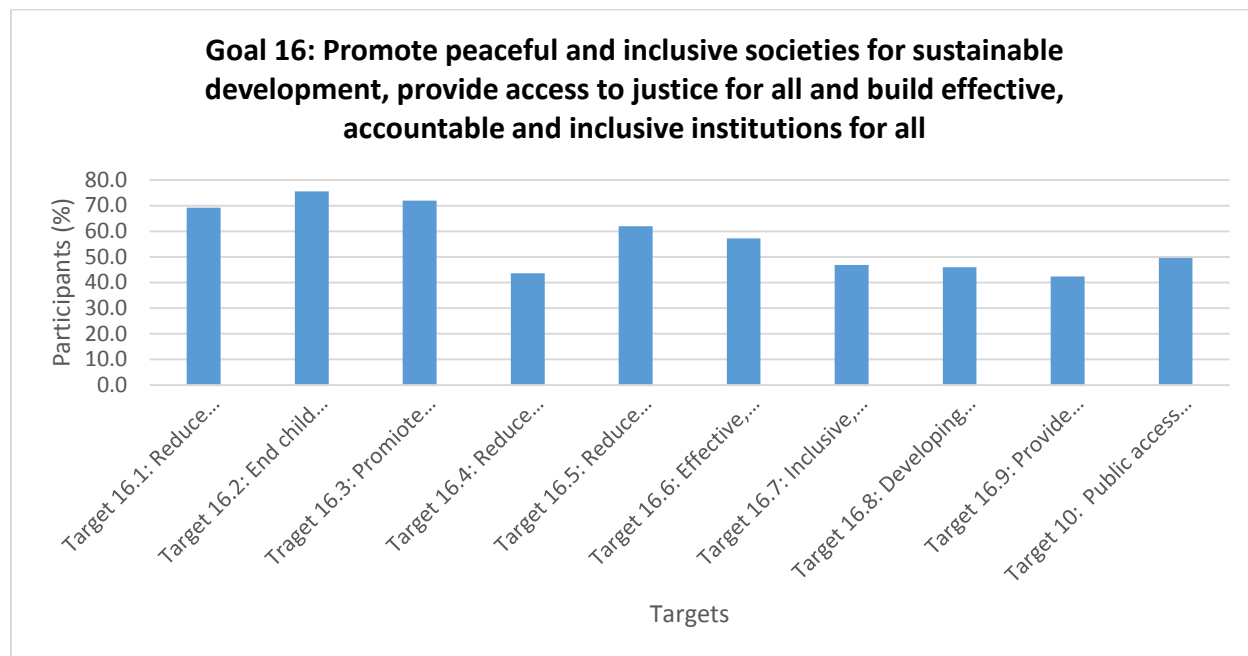 Goal 16: Promote peaceful and inclusive societies for sustainable
development, provide access to justice for all and build effective,
accountable and inclusive institutions for all
Participants (%)
80.0
70.0
60.0
50.0
40.0
30.0
20.0
10.0
0.0
Target 16.1: Reduce...
Target 16.2: End child...
Traget 16.3: Promiote...
Target 16.4: Reduce...
Target 16.5: Reduce...
Target 16.6: Effective,...
Target 16.7: Inclusive,...
Target 16.8: Developing...
Target 16.9: Provide...
Target 10:  Public access...
Targets